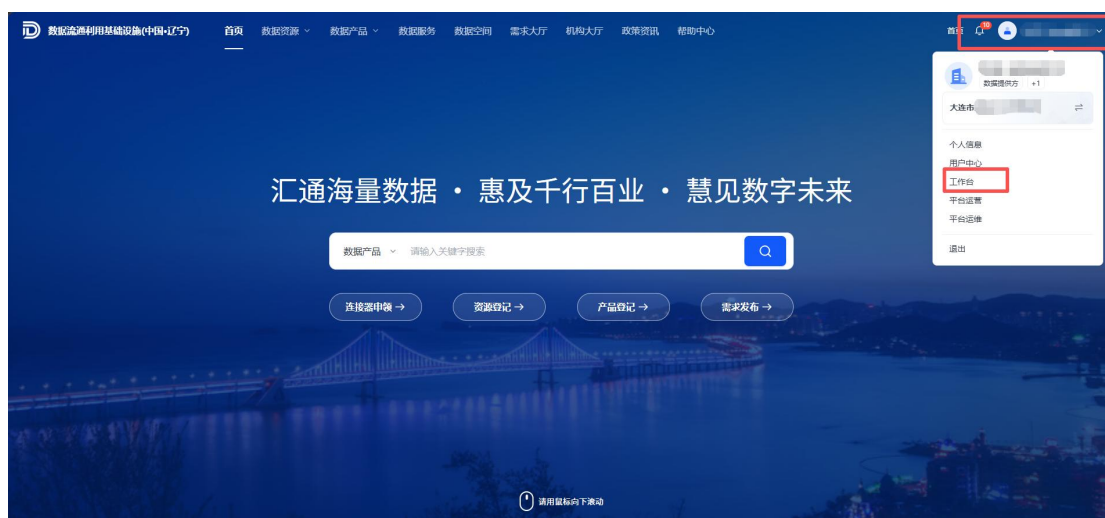 数据流通利用基础设施(中国•辽宁) 首页 数据资源 数据产品 数据服务 数据空间 需求大厅 机构大厅 政策资讯 帮助中心 首页 10
数据提供方 +1
大连市
个人信息
用户中心
工作台
平台运营
平台运维
退出
汇通海量数据 • 惠及千行百业 • 慧见数字未来
数据产品 请输入关键字搜索
连接器申领→ 资源登记→ 产品登记→ 需求发布→
请用鼠标向下滚动